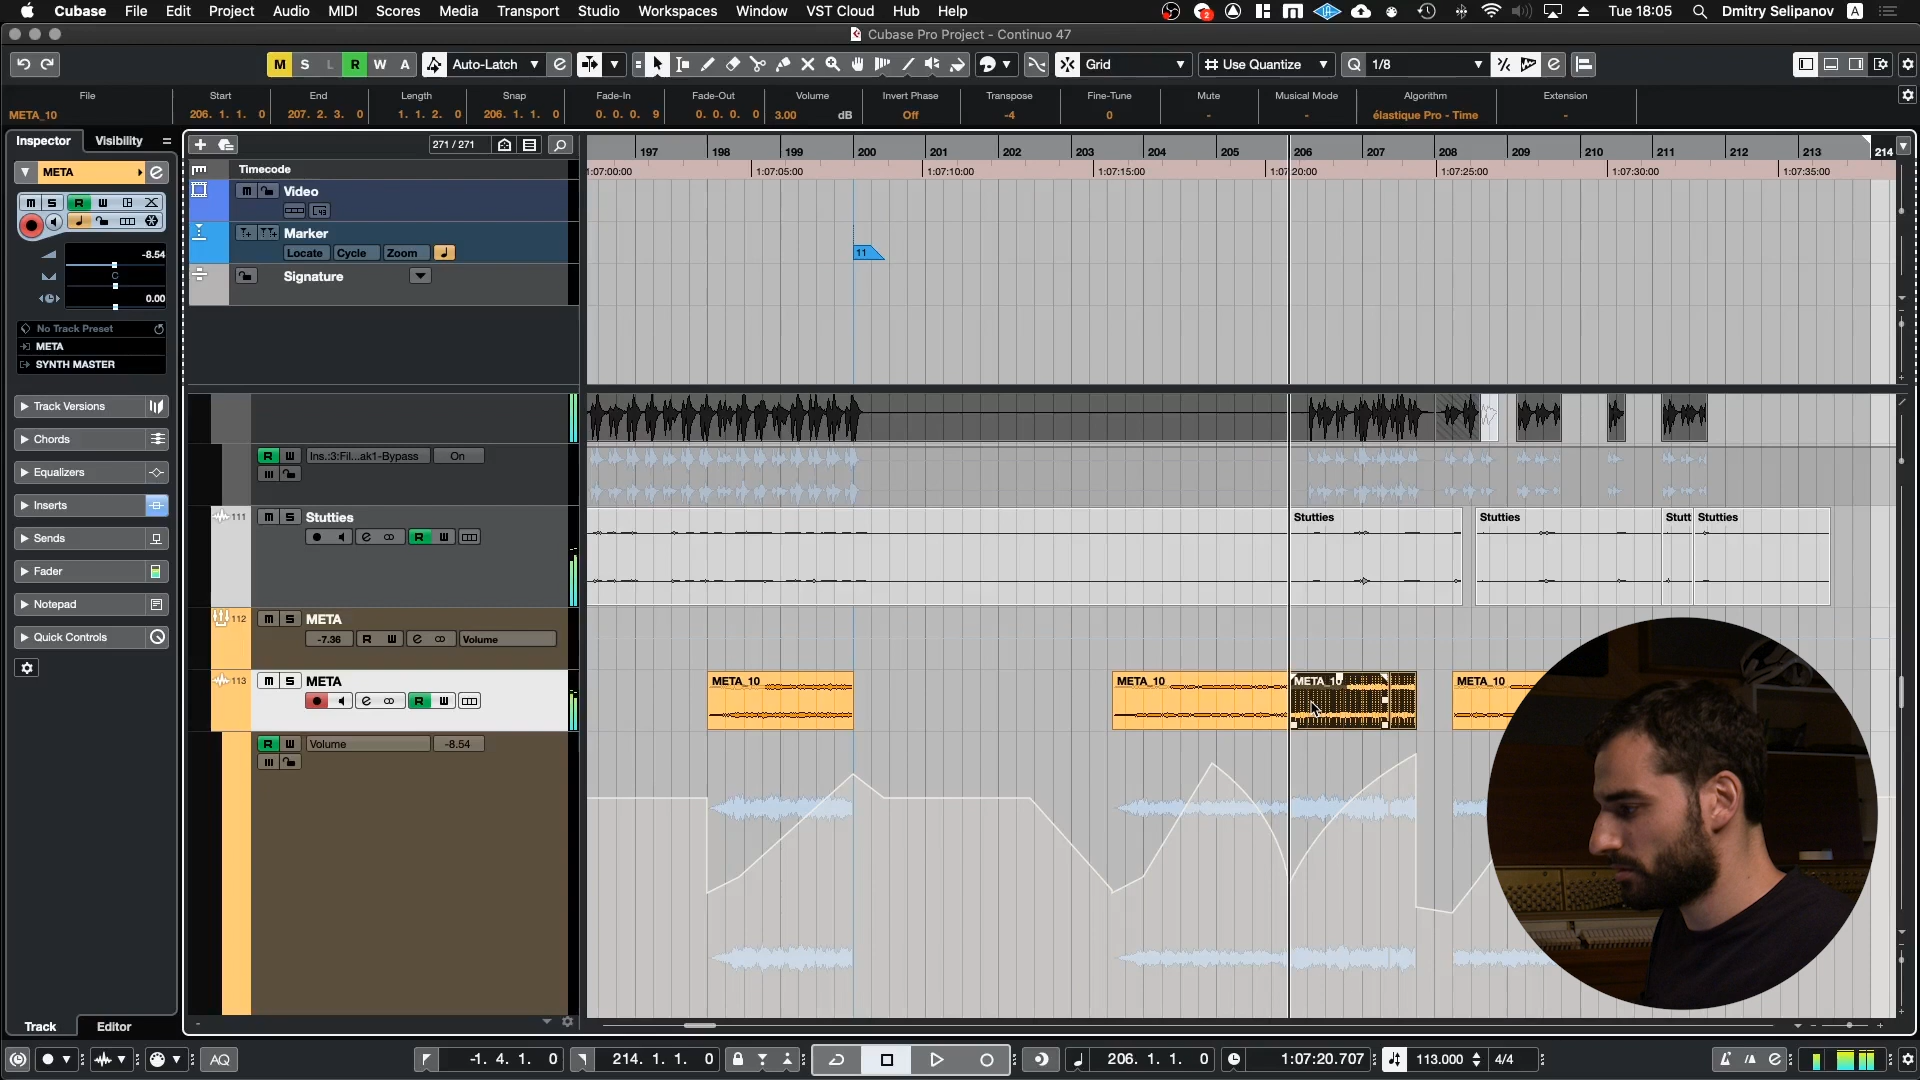 Cubase File Edit Project Audio MIDI Scores Media Transport Studio Workspaces Window VST Cloud Hub Help 2 Tue 18:05 Dmitry Selipanov A
Cubase Pro Project - Continuo 47
M S L R W A Auto-Latch Grid Use Quantize Q 1/8
File Start End Length Snap Fade-In Fade-Out Volume Invert Phase Transpose Fine-Tune Mute Musical Mode Algorithm Extension
META_10 206. 1. 1. 0 207. 2. 3. 0 1. 1. 2. 0 206. 1. 1. 0 0. 0. 0. 9 0. 0. 0. 0 3.00 dB Off -4 0 - - élastique Pro - Time -
Inspector Visibility 271 / 271 197 198 199 200 201 202 203 204 205 206 207 208 209 210 211 212 213 214
META e Timecode 1:07:00:00 1:07:05:00 1:07:10:00 1:07:15:00 1:07:20:00 1:07:25:00 1:07:30:00 1:07:35:00
m Video
m S R W
Marker
Locate Cycle Zoom
11
-8.54
C
Signature
0.00
No Track Preset
META
SYNTH MASTER
Track Versions
Chords
Equalizers
Inserts
Sends
Fader
Notepad
Quick Controls
R W Ins.:3:Fil...ak1-Bypass On
111 m S Stutties
R W
Stutties Stutties Stutt Stutties
112 m S META
-7.36 R W e Volume
113 m S META
R W
META_10 META_10 META_10 META_10
R W Volume -8.54
Track Editor
AQ -1. 4. 1. 0 214. 1. 1. 0 206. 1. 1. 0 1:07:20.707 113.000 4/4